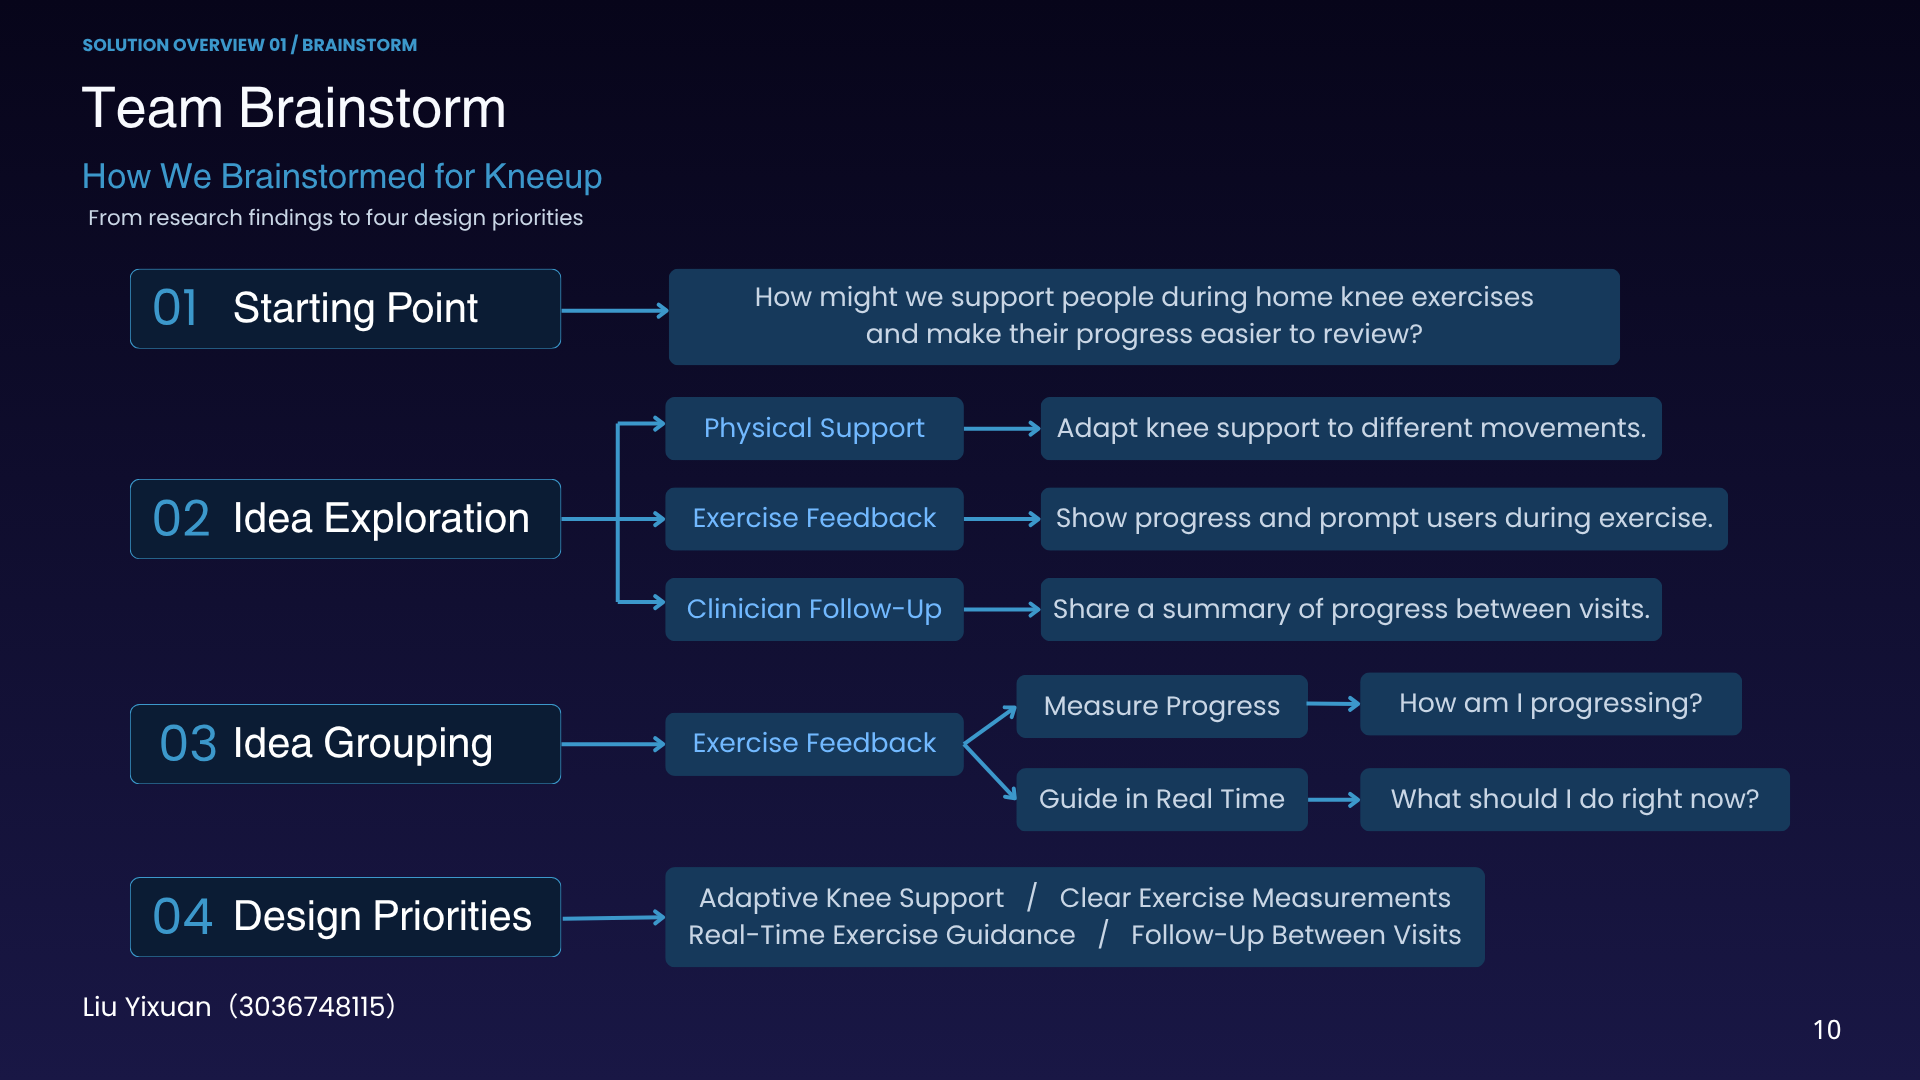 SOLUTION OVERVIEW 01 / BRAINSTORM
Team Brainstorm
How We Brainstormed for Kneeup
From research findings to four design priorities
01 Starting Point
How might we support people during home knee exercises
and make their progress easier to review?
02 Idea Exploration
Physical Support
Adapt knee support to different movements.
Exercise Feedback
Show progress and prompt users during exercise.
Clinician Follow-Up
Share a summary of progress between visits.
03 Idea Grouping
Exercise Feedback
Measure Progress
How am I progressing?
Guide in Real Time
What should I do right now?
04 Design Priorities
Adaptive Knee Support / Clear Exercise Measurements
Real-Time Exercise Guidance / Follow-Up Between Visits
Liu Yixuan（3036748115）
10